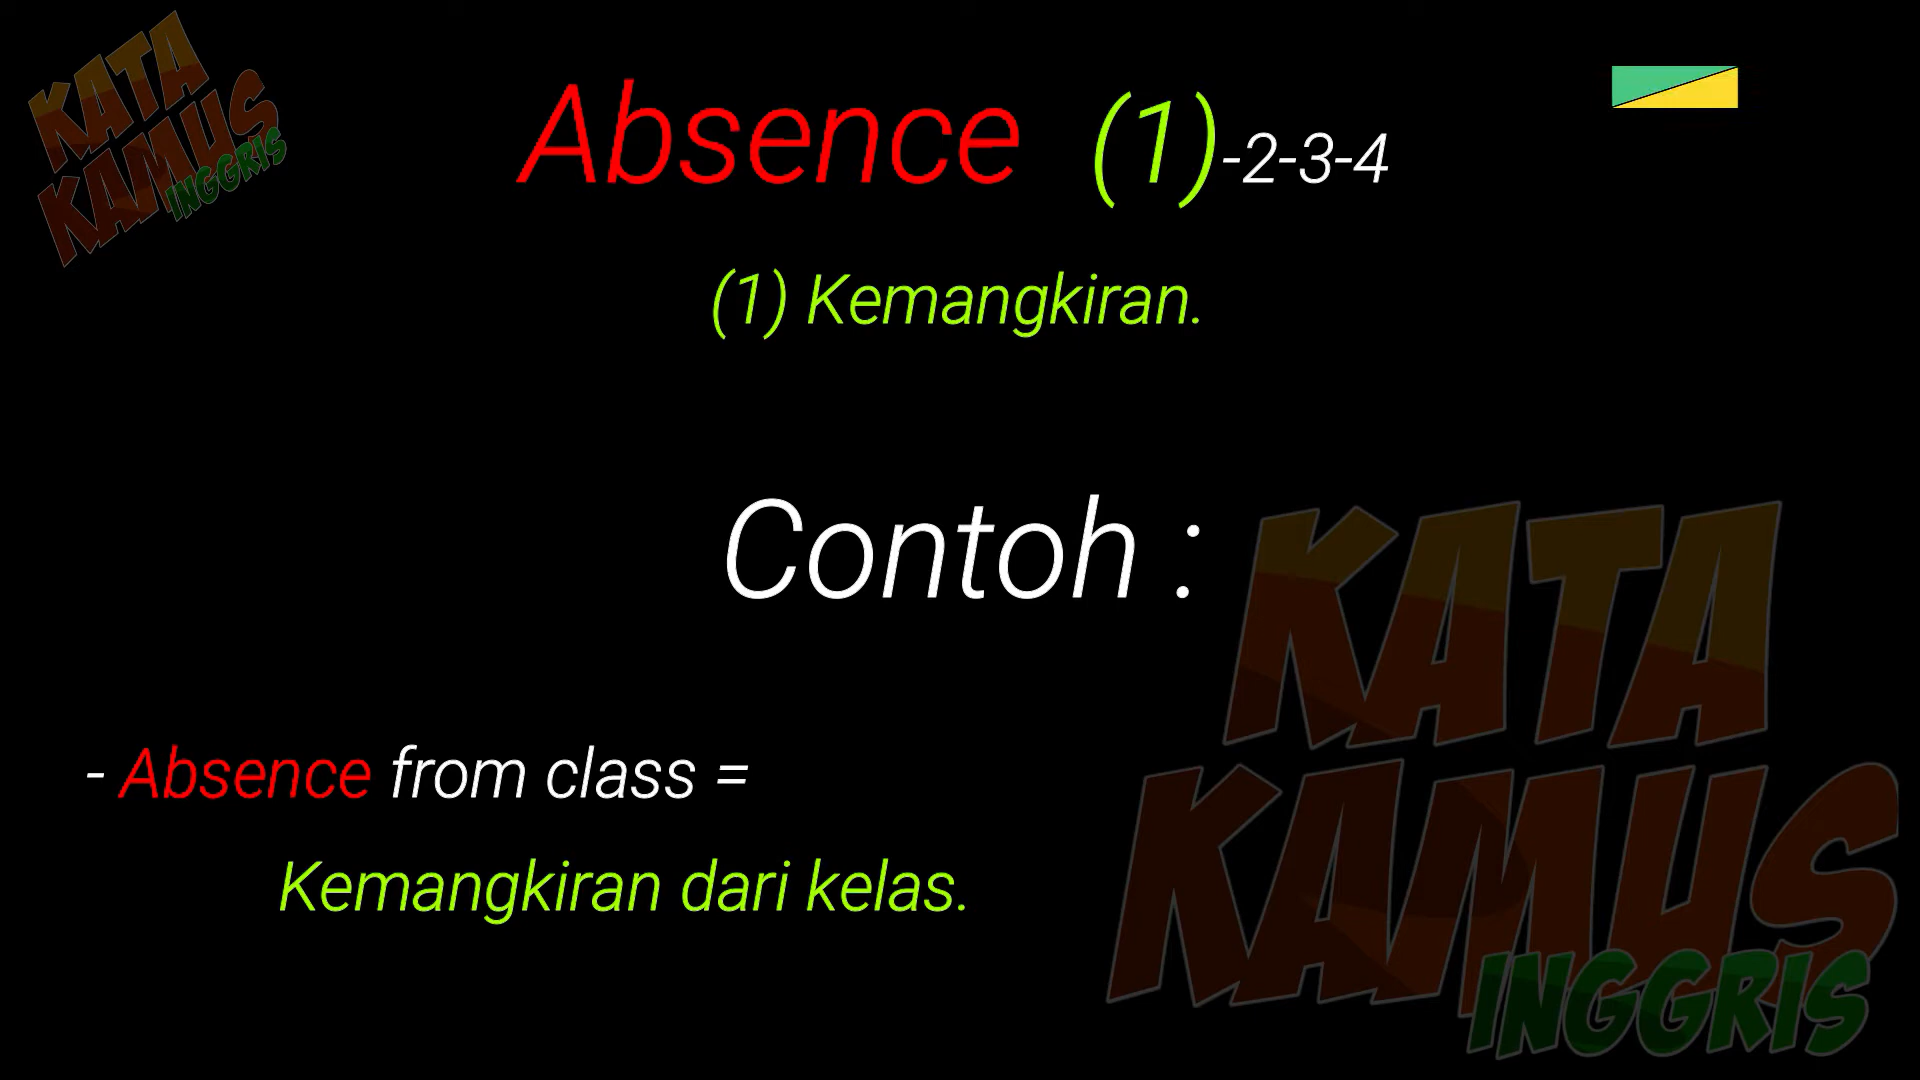 KATA
KAMUS
INGGRIS
Absence (1)-2-3-4
(1) Kemangkiran.
Contoh :
- Absence from class =
Kemangkiran dari kelas.
KATA
KAMUS
INGGRIS